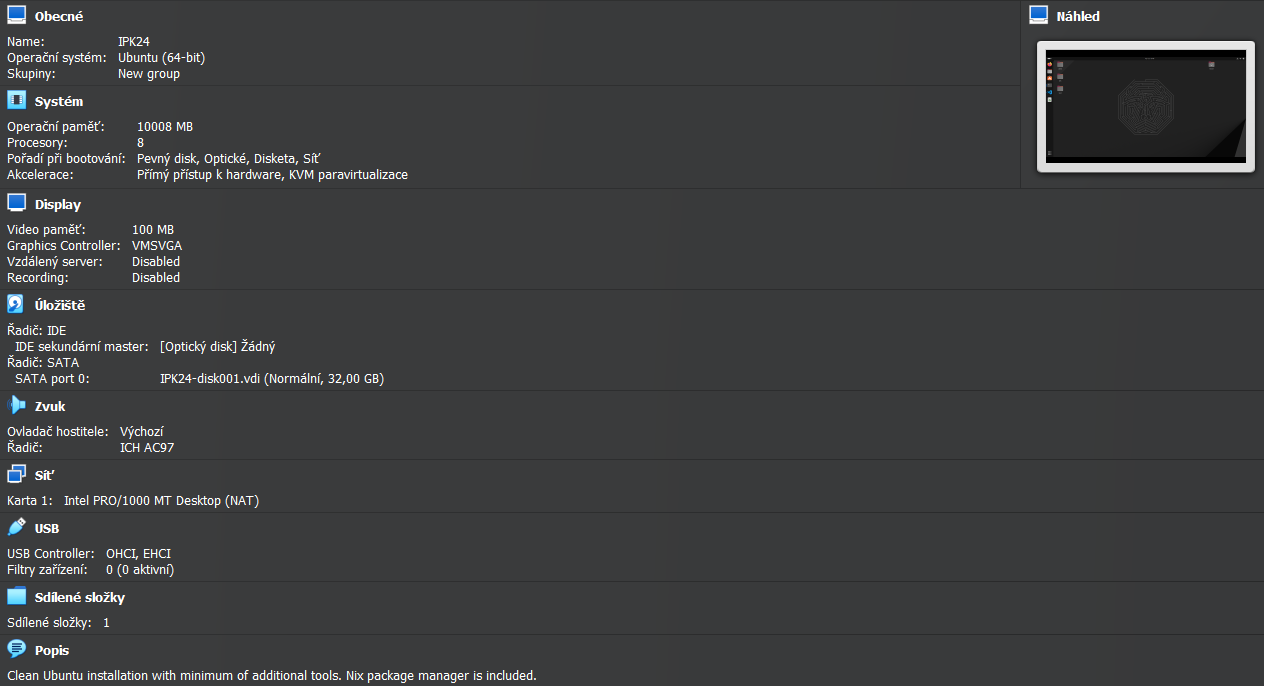 Obecné
Name: IPK24
Operační systém: Ubuntu (64-bit)
Skupiny: New group
Náhled
Systém
Operační paměť: 10008 MB
Procesory: 8
Pořadí při bootování: Pevný disk, Optické, Disketa, Síť
Akcelerace: Přímý přístup k hardware, KVM paravirtualizace
Display
Video paměť: 100 MB
Graphics Controller: VMSVGA
Vzdálený server: Disabled
Recording: Disabled
Úložiště
Řadič: IDE
IDE sekundární master: [Optický disk] Žádný
Řadič: SATA
SATA port 0: IPK24-disk001.vdi (Normální, 32,00 GB)
Zvuk
Ovladač hostitele: Výchozí
Řadič: ICH AC97
Síť
Karta 1: Intel PRO/1000 MT Desktop (NAT)
USB
USB Controller: OHCI, EHCI
Filtry zařízení: 0 (0 aktivní)
Sdílené složky
Sdílené složky: 1
Popis
Clean Ubuntu installation with minimum of additional tools. Nix package manager is included.